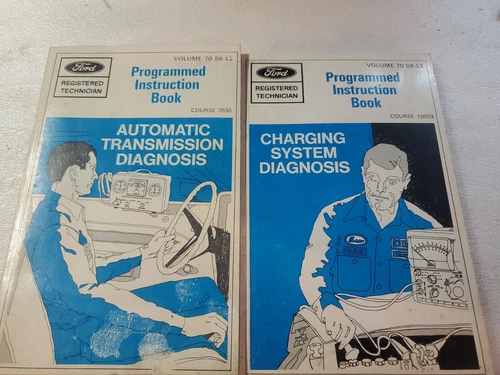 VOLUME 70 S6-L2
Ford
REGISTERED
TECHNICIAN
Programmed
Instruction
Book
COURSE 7530
AUTOMATIC
TRANSMISSION
DIAGNOSIS
VOLUME 70 S4-L2
Ford
REGISTERED
TECHNICIAN
Programmed
Instruction
Book
COURSE 10003
CHARGING
SYSTEM
DIAGNOSIS